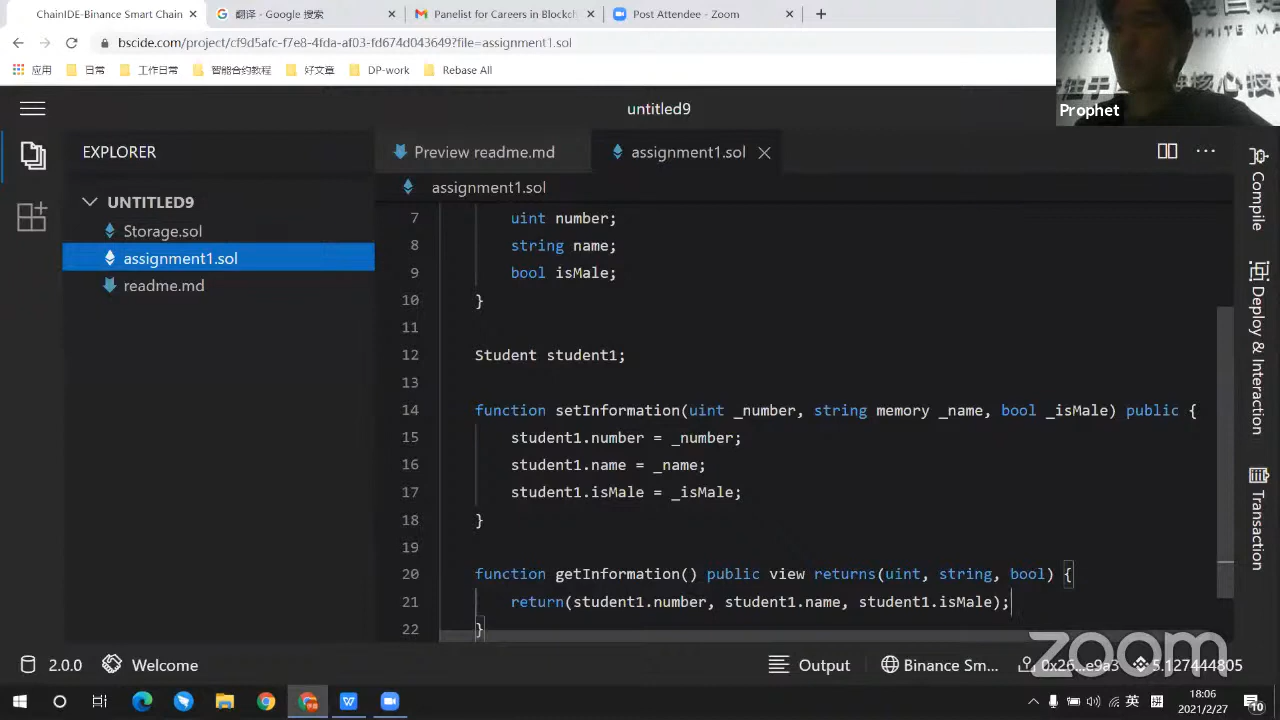 ChainIDE-Binance Smart Chain
翻译 - Google 搜索
Panelist for Careers in Blockch
Post Attendee - Zoom
bscide.com/project/cf9d5afc-f7e8-4fda-af03-fd674d043649?file=assignment1.sol
应用 日常 工作日常 智能合约教程 好文章 DP-work Rebase All
Prophet
untitled9
EXPLORER
UNTITLED9
Storage.sol
assignment1.sol
readme.md
Preview readme.md
assignment1.sol
assignment1.sol
7 uint number;
8 string name;
9 bool isMale;
10 }
11
12 Student student1;
13
14 function setInformation(uint _number, string memory _name, bool _isMale) public {
15 student1.number = _number;
16 student1.name = _name;
17 student1.isMale = _isMale;
18 }
19
20 function getInformation() public view returns(uint, string, bool) {
21 return(student1.number, student1.name, student1.isMale);
22 }
Compile
Deploy & Interaction
Transaction
zoom
2.0.0 Welcome Output Binance Sm... 0x26...e9a3 5.127444805
英 拼 18:06
2021/2/27
10